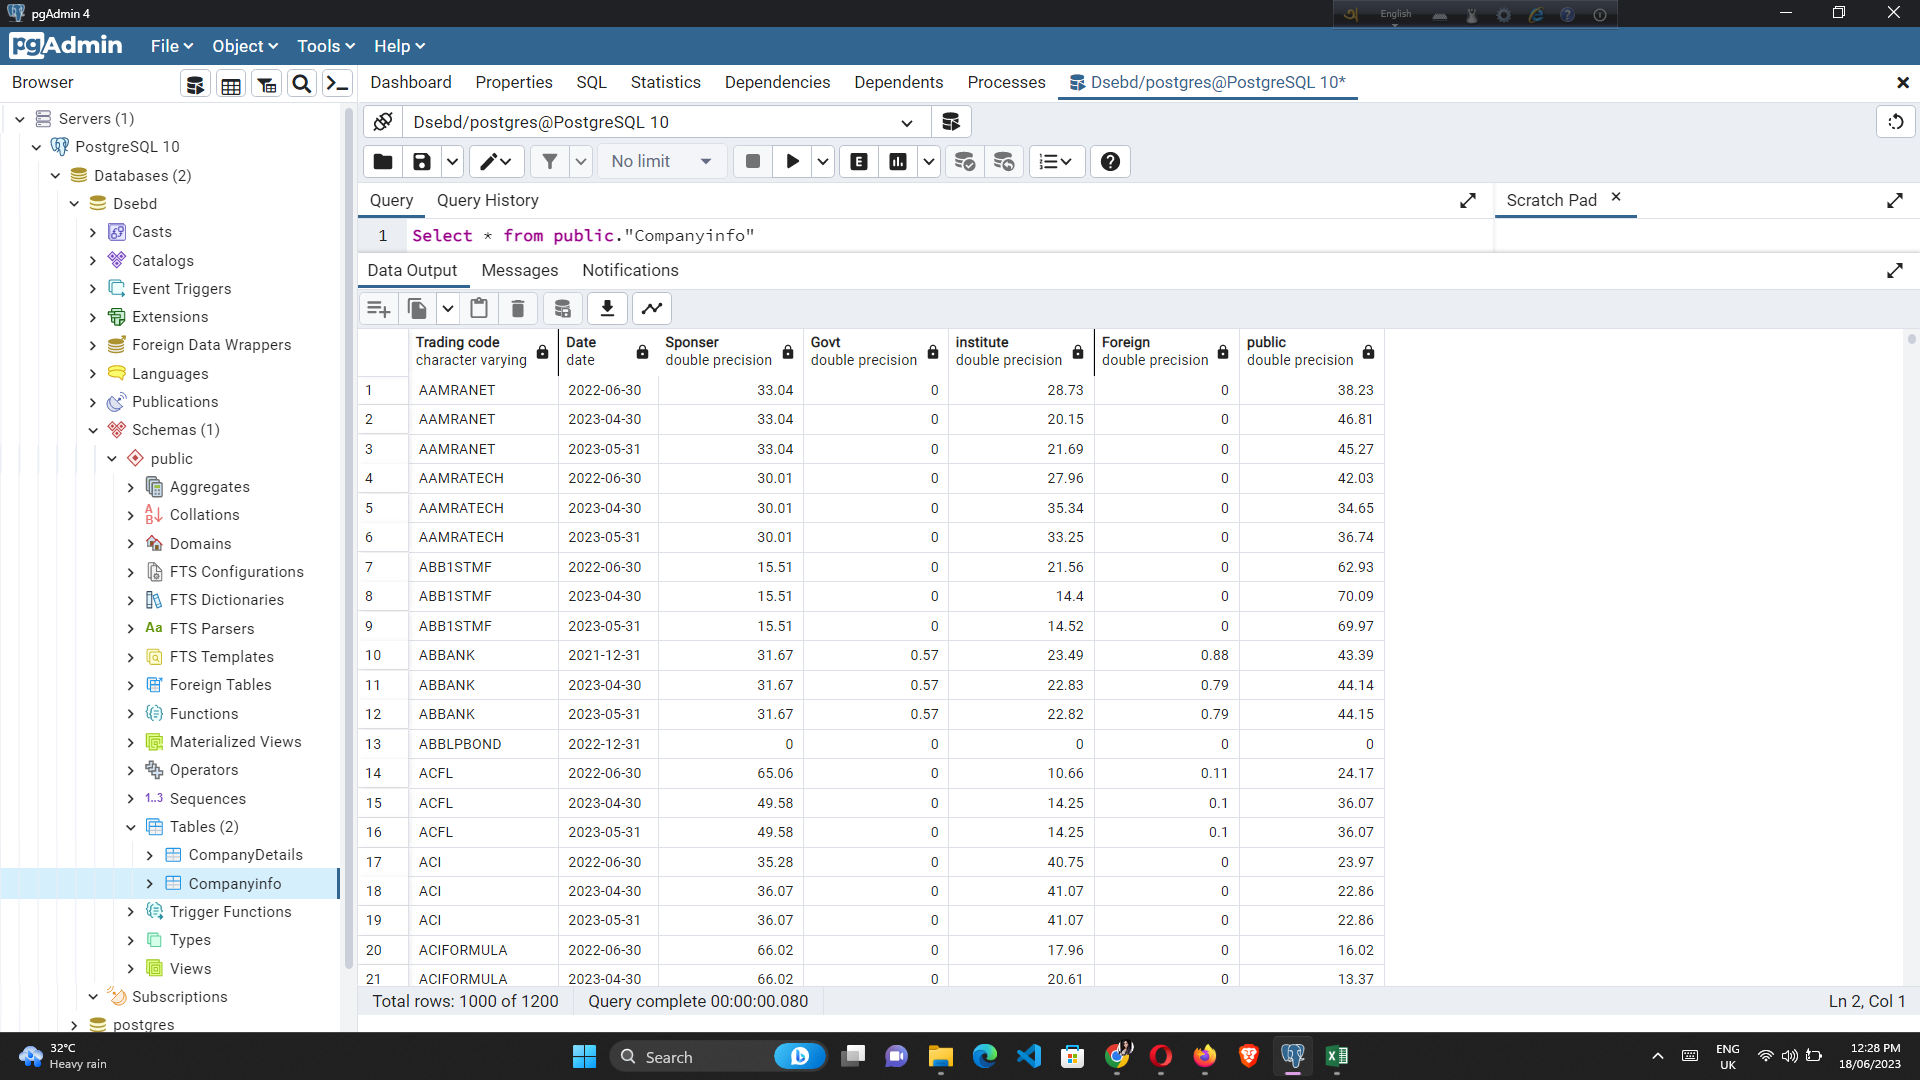 pgAdmin 4
English
pgAdmin
File
Object
Tools
Help
Browser
Dashboard
Properties
SQL
Statistics
Dependencies
Dependents
Processes
Dsebd/postgres@PostgreSQL 10*
Servers (1)
PostgreSQL 10
Databases (2)
Dsebd
Casts
Catalogs
Event Triggers
Extensions
Foreign Data Wrappers
Languages
Publications
Schemas (1)
public
Aggregates
Collations
Domains
FTS Configurations
FTS Dictionaries
FTS Parsers
FTS Templates
Foreign Tables
Functions
Materialized Views
Operators
Sequences
Tables (2)
CompanyDetails
Companyinfo
Trigger Functions
Types
Views
Subscriptions
postgres
Dsebd/postgres@PostgreSQL 10
No limit
E
Query
Query History
Scratch Pad
1 Select * from public."Companyinfo"
Data Output
Messages
Notifications
Trading code Date Sponser Govt institute Foreign public
character varying date double precision double precision double precision double precision double precision
1 AAMRANET 2022-06-30 33.04 0 28.73 0 38.23
2 AAMRANET 2023-04-30 33.04 0 20.15 0 46.81
3 AAMRANET 2023-05-31 33.04 0 21.69 0 45.27
4 AAMRATECH 2022-06-30 30.01 0 27.96 0 42.03
5 AAMRATECH 2023-04-30 30.01 0 35.34 0 34.65
6 AAMRATECH 2023-05-31 30.01 0 33.25 0 36.74
7 ABB1STMF 2022-06-30 15.51 0 21.56 0 62.93
8 ABB1STMF 2023-04-30 15.51 0 14.4 0 70.09
9 ABB1STMF 2023-05-31 15.51 0 14.52 0 69.97
10 ABBANK 2021-12-31 31.67 0.57 23.49 0.88 43.39
11 ABBANK 2023-04-30 31.67 0.57 22.83 0.79 44.14
12 ABBANK 2023-05-31 31.67 0.57 22.82 0.79 44.15
13 ABBLPBOND 2022-12-31 0 0 0 0 0
14 ACFL 2022-06-30 65.06 0 10.66 0.11 24.17
15 ACFL 2023-04-30 49.58 0 14.25 0.1 36.07
16 ACFL 2023-05-31 49.58 0 14.25 0.1 36.07
17 ACI 2022-06-30 35.28 0 40.75 0 23.97
18 ACI 2023-04-30 36.07 0 41.07 0 22.86
19 ACI 2023-05-31 36.07 0 41.07 0 22.86
20 ACIFORMULA 2022-06-30 66.02 0 17.96 0 16.02
21 ACIFORMULA 2023-04-30 66.02 0 20.61 0 13.37
Total rows: 1000 of 1200
Query complete 00:00:00.080
Ln 2, Col 1
32°C
Heavy rain
Search
ENG
UK
12:28 PM
18/06/2023